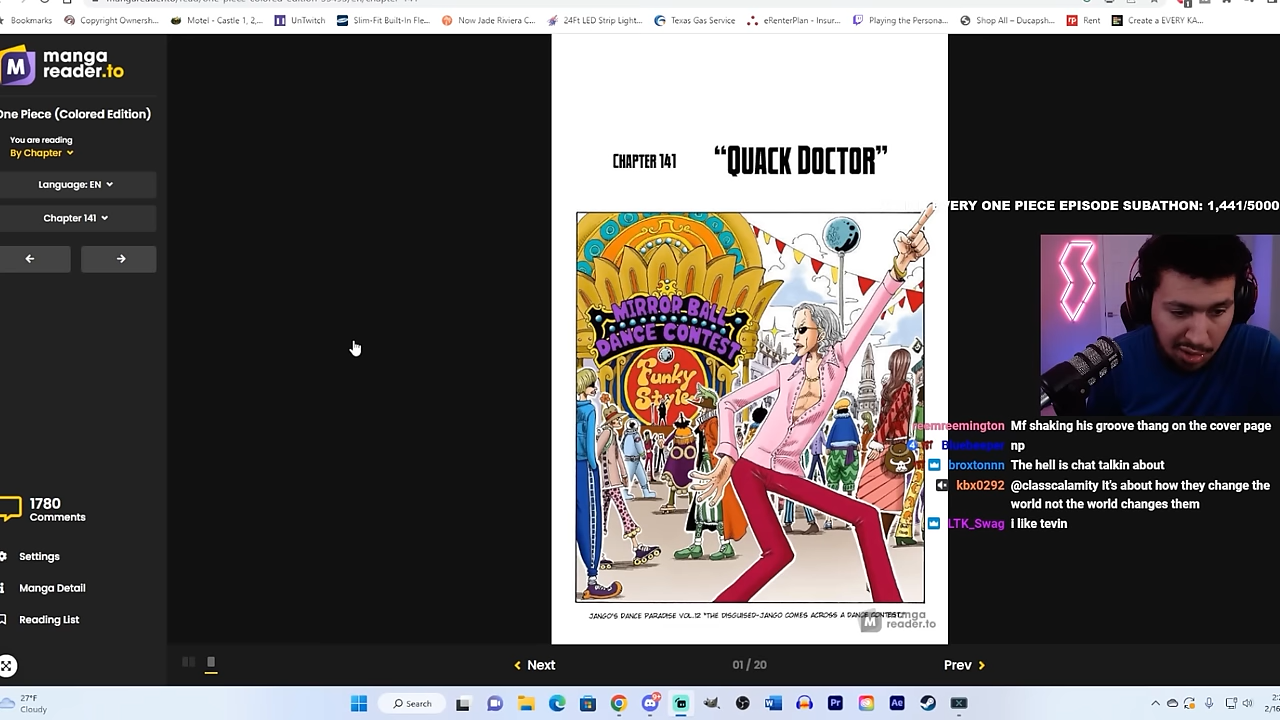 Bookmarks
Copyright Ownersh...
Motel - Castle 1, 2,...
UnTwitch
Slim-Fit Built-In Fle...
Now Jade Riviera C...
24Ft LED Strip Light...
Texas Gas Service
eRenterPlan - Insur...
Playing the Persona...
Shop All — Ducapsh...
Rent
Create a EVERY KA...
M
manga
reader.to
One Piece (Colored Edition)
You are reading
By Chapter
Language: EN
Chapter 141
1780
Comments
Settings
Manga Detail
Reading List
CHAPTER 141
“QUACK DOCTOR”
MIRROR BALL
DANCE CONTEST
Funky
Style
JANGO'S DANCE PARADISE VOL.12 "THE DISGUISED-JANGO COMES ACROSS A DANCE CONTEST."
M
manga
reader.to
Next
01 / 20
Prev
VERY ONE PIECE EPISODE SUBATHON: 1,441/5000
Mf shaking his groove thang on the cover page
np
broxtonnn The hell is chat talkin about
kbx0292 @classcalamity it's about how they change the
world not the world changes them
LTK_Swag i like tevin
27°F
Cloudy
Search
Pr
Ae